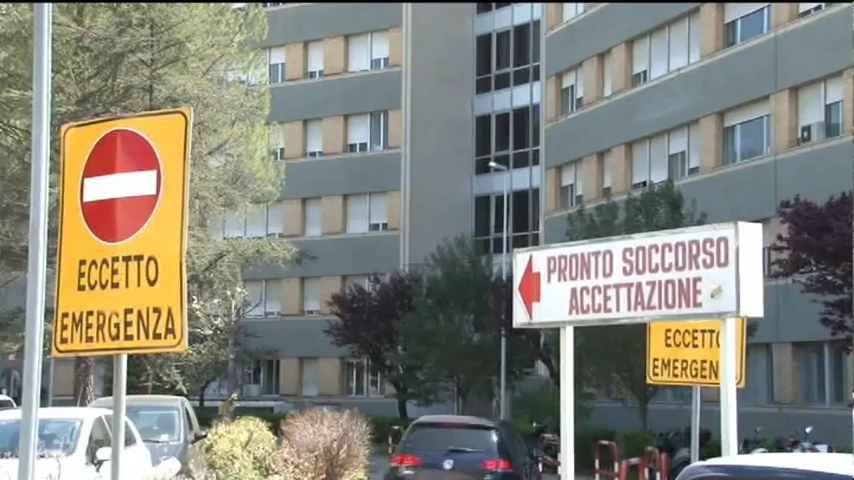 ECCETTO
EMERGENZA
PRONTO SOCCORSO
ACCETTAZIONE
ECCETTO
EMERGEN